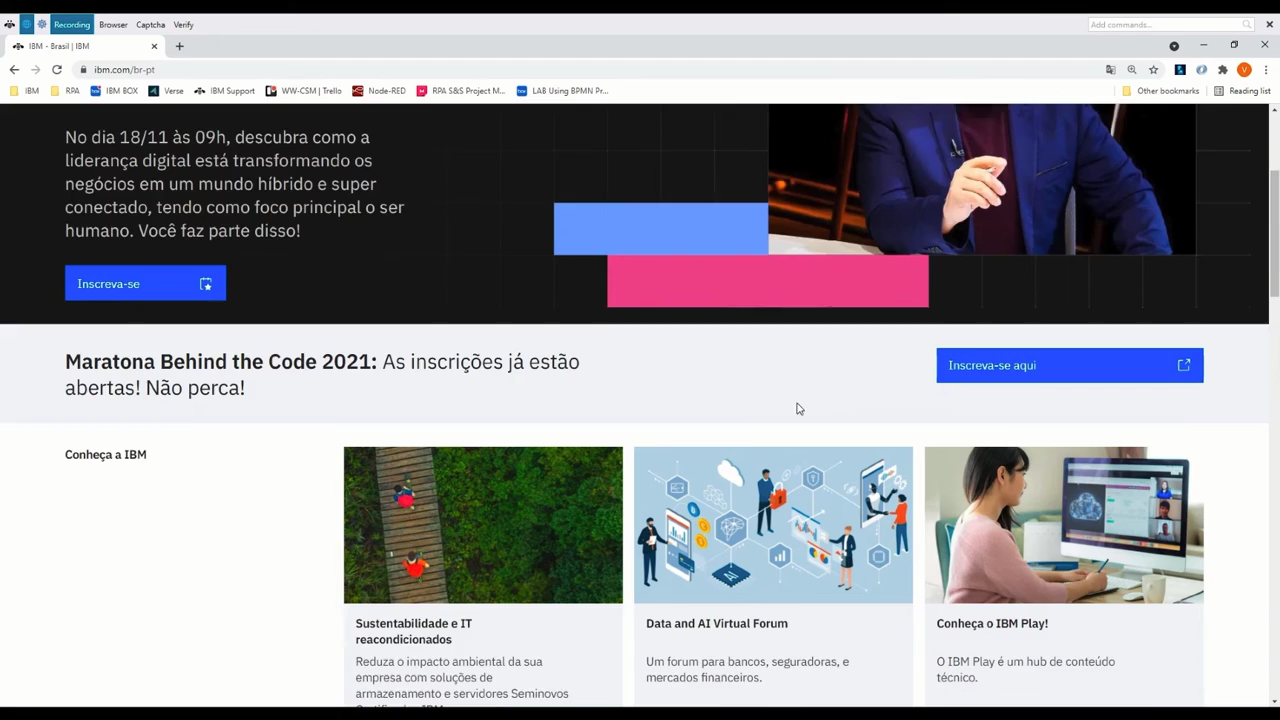 Recording Browser Captcha Verify Add commands...
IBM - Brasil | IBM
ibm.com/br-pt
IBM RPA IBM BOX Verse IBM Support WW-CSM | Trello Node-RED RPA S&S Project M... LAB Using BPMN Pr... Other bookmarks Reading list
No dia 18/11 às 09h, descubra como a
liderança digital está transformando os
negócios em um mundo híbrido e super
conectado, tendo como foco principal o ser
humano. Você faz parte disso!
Inscreva-se
Maratona Behind the Code 2021: As inscrições já estão
abertas! Não perca!
Inscreva-se aqui
Conheça a IBM
AI
Sustentabilidade e IT
reacondicionados
Reduza o impacto ambiental da sua
empresa com soluções de
armazenamento e servidores Seminovos
Data and AI Virtual Forum
Um forum para bancos, seguradoras, e
mercados financeiros.
Conheça o IBM Play!
O IBM Play é um hub de conteúdo
técnico.